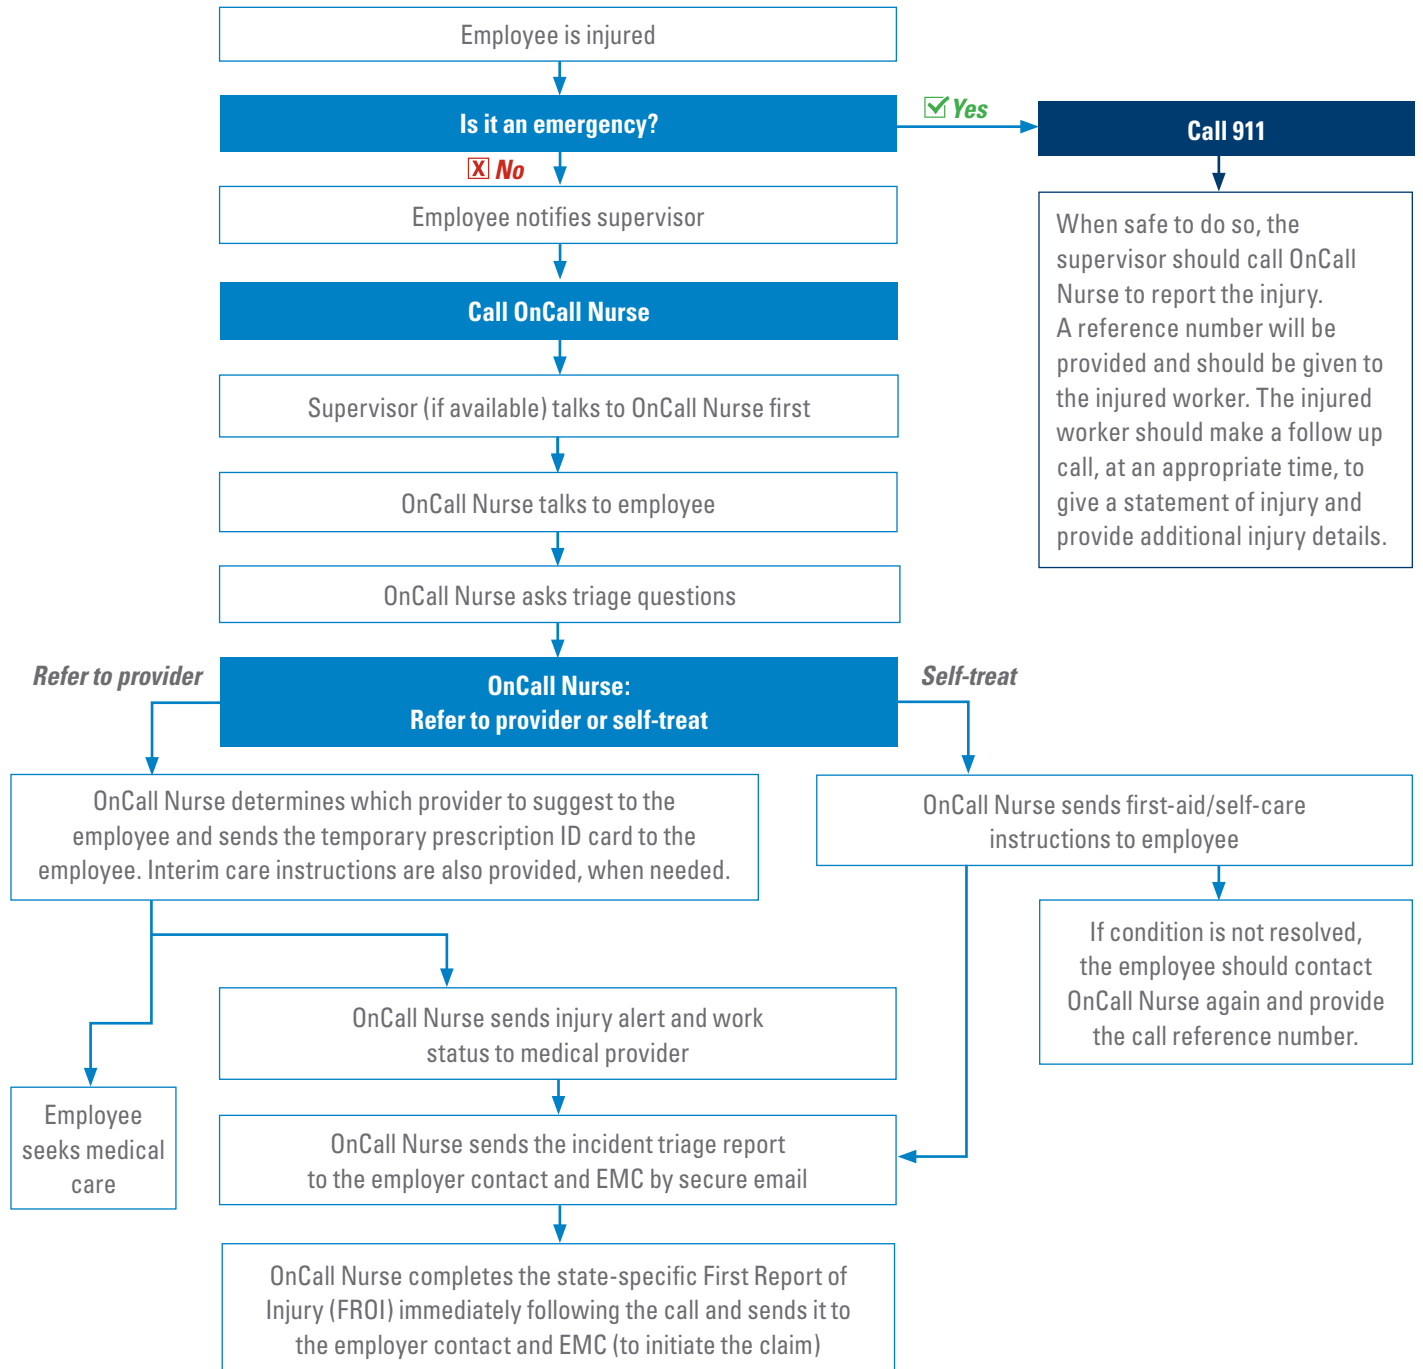 Employee is injured
Is it an emergency?
Yes
Call 911
No
Employee notifies supervisor
When safe to do so, the
supervisor should call OnCall
Nurse to report the injury.
A reference number will be
provided and should be given to
the injured worker. The injured
worker should make a follow up
call, at an appropriate time, to
give a statement of injury and
provide additional injury details.
Call OnCall Nurse
Supervisor (if available) talks to OnCall Nurse first
OnCall Nurse talks to employee
OnCall Nurse asks triage questions
Refer to provider
OnCall Nurse:
Refer to provider or self-treat
Self-treat
OnCall Nurse determines which provider to suggest to the
employee and sends the temporary prescription ID card to the
employee. Interim care instructions are also provided, when needed.
OnCall Nurse sends first-aid/self-care
instructions to employee
If condition is not resolved,
the employee should contact
OnCall Nurse again and provide
the call reference number.
OnCall Nurse sends injury alert and work
status to medical provider
Employee
seeks medical
care
OnCall Nurse sends the incident triage report
to the employer contact and EMC by secure email
OnCall Nurse completes the state-specific First Report of
Injury (FROI) immediately following the call and sends it to
the employer contact and EMC (to initiate the claim)